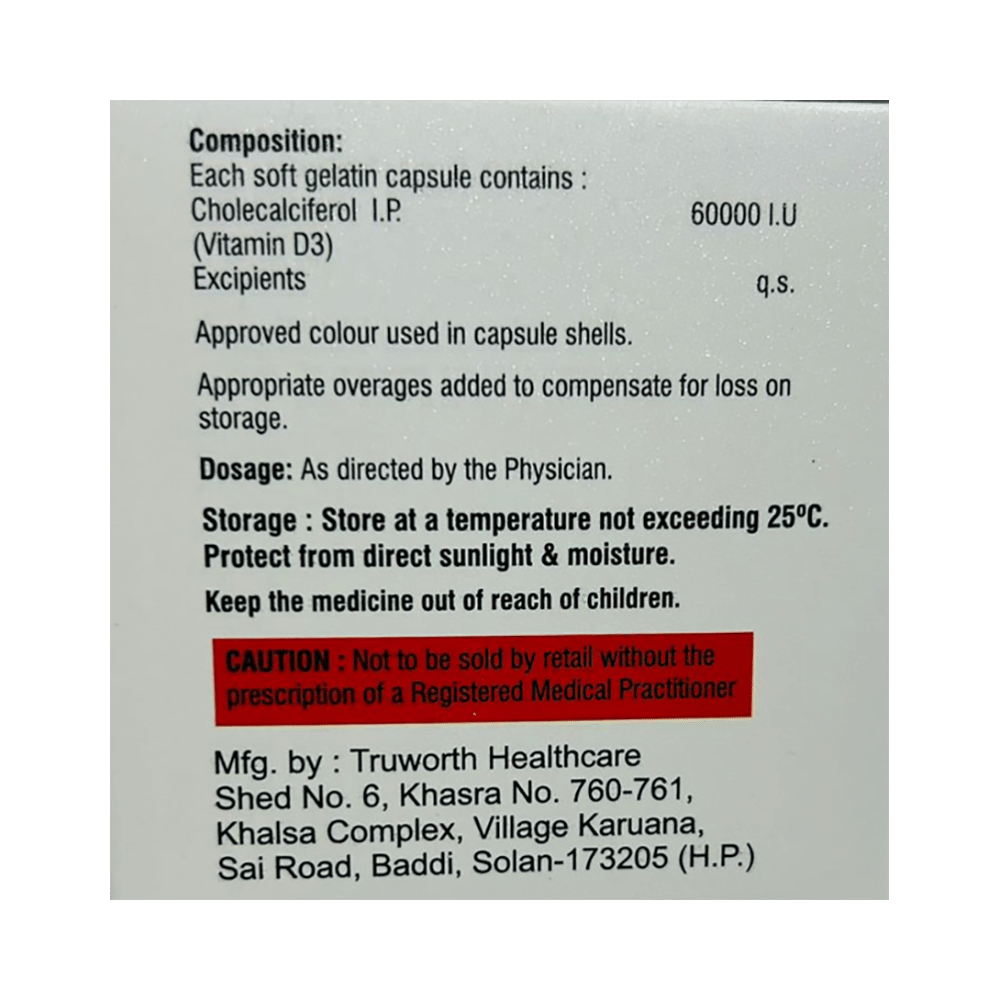 Composition:
Each soft gelatin capsule contains :
Cholecalciferol I.P. 60000 I.U
(Vitamin D3)
Excipients q.s.
Approved colour used in capsule shells.
Appropriate overages added to compensate for loss on
storage.
Dosage: As directed by the Physician.
Storage : Store at a temperature not exceeding 25ºC.
Protect from direct sunlight & moisture.
Keep the medicine out of reach of children.
CAUTION : Not to be sold by retail without the
prescription of a Registered Medical Practitioner
Mfg. by : Truworth Healthcare
Shed No. 6, Khasra No. 760-761,
Khalsa Complex, Village Karuana,
Sai Road, Baddi, Solan-173205 (H.P.)